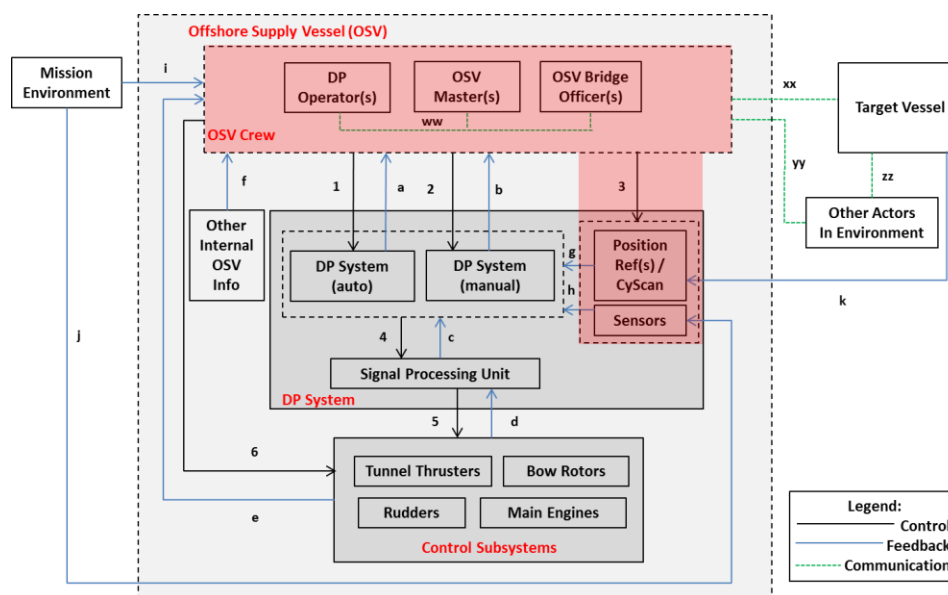 Offshore Supply Vessel (OSV)
Mission
Environment
i
DP
Operator(s)
OSV
Master(s)
OSV Bridge
Officer(s)
ww
OSV Crew
xx
Target Vessel
yy
zz
Other Actors
In Environment
f
1
a
2
b
3
Other
Internal
OSV
Info
DP System
(auto)
DP System
(manual)
g
h
Position
Ref(s) /
CyScan
Sensors
k
j
4
c
Signal Processing Unit
DP System
5
d
6
e
Tunnel Thrusters
Bow Rotors
Rudders
Main Engines
Control Subsystems
Legend:
Control
Feedback
Communication